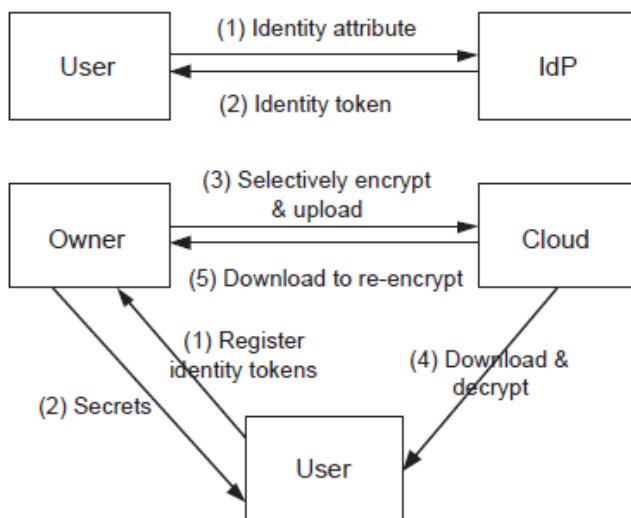 (1) Identity attribute
User
IdP
(2) Identity token
(3) Selectively encrypt
& upload
Owner
Cloud
(5) Download to re-encrypt
(1) Register
identity tokens
(4) Download &
decrypt
(2) Secrets
User